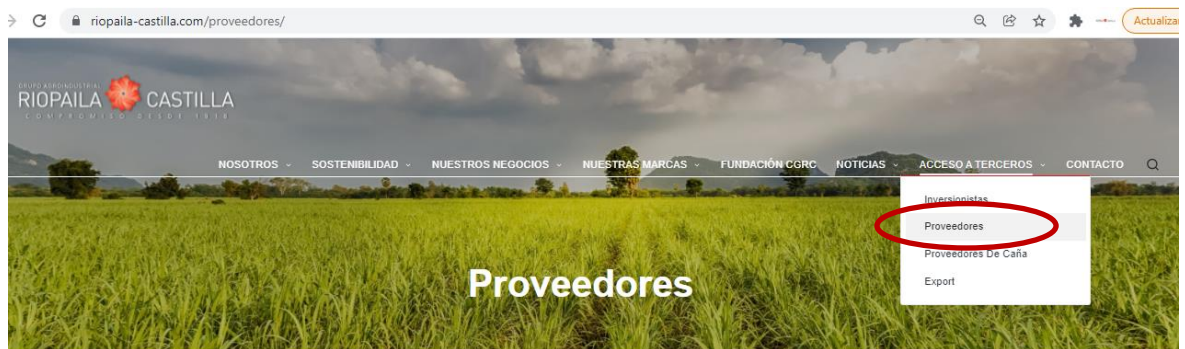 riopaila-castilla.com/proveedores/
Actualiza
GRUPO AGROINDUSTRIAL
RIOPAILA CASTILLA
COMPROMISO DESDE 1918
NOSOTROS SOSTENIBILIDAD NUESTROS NEGOCIOS NUESTRAS MARCAS FUNDACIÓN CGRC NOTICIAS ACCESO A TERCEROS CONTACTO
Inversionistas
Proveedores
Proveedores De Caña
Export
Proveedores